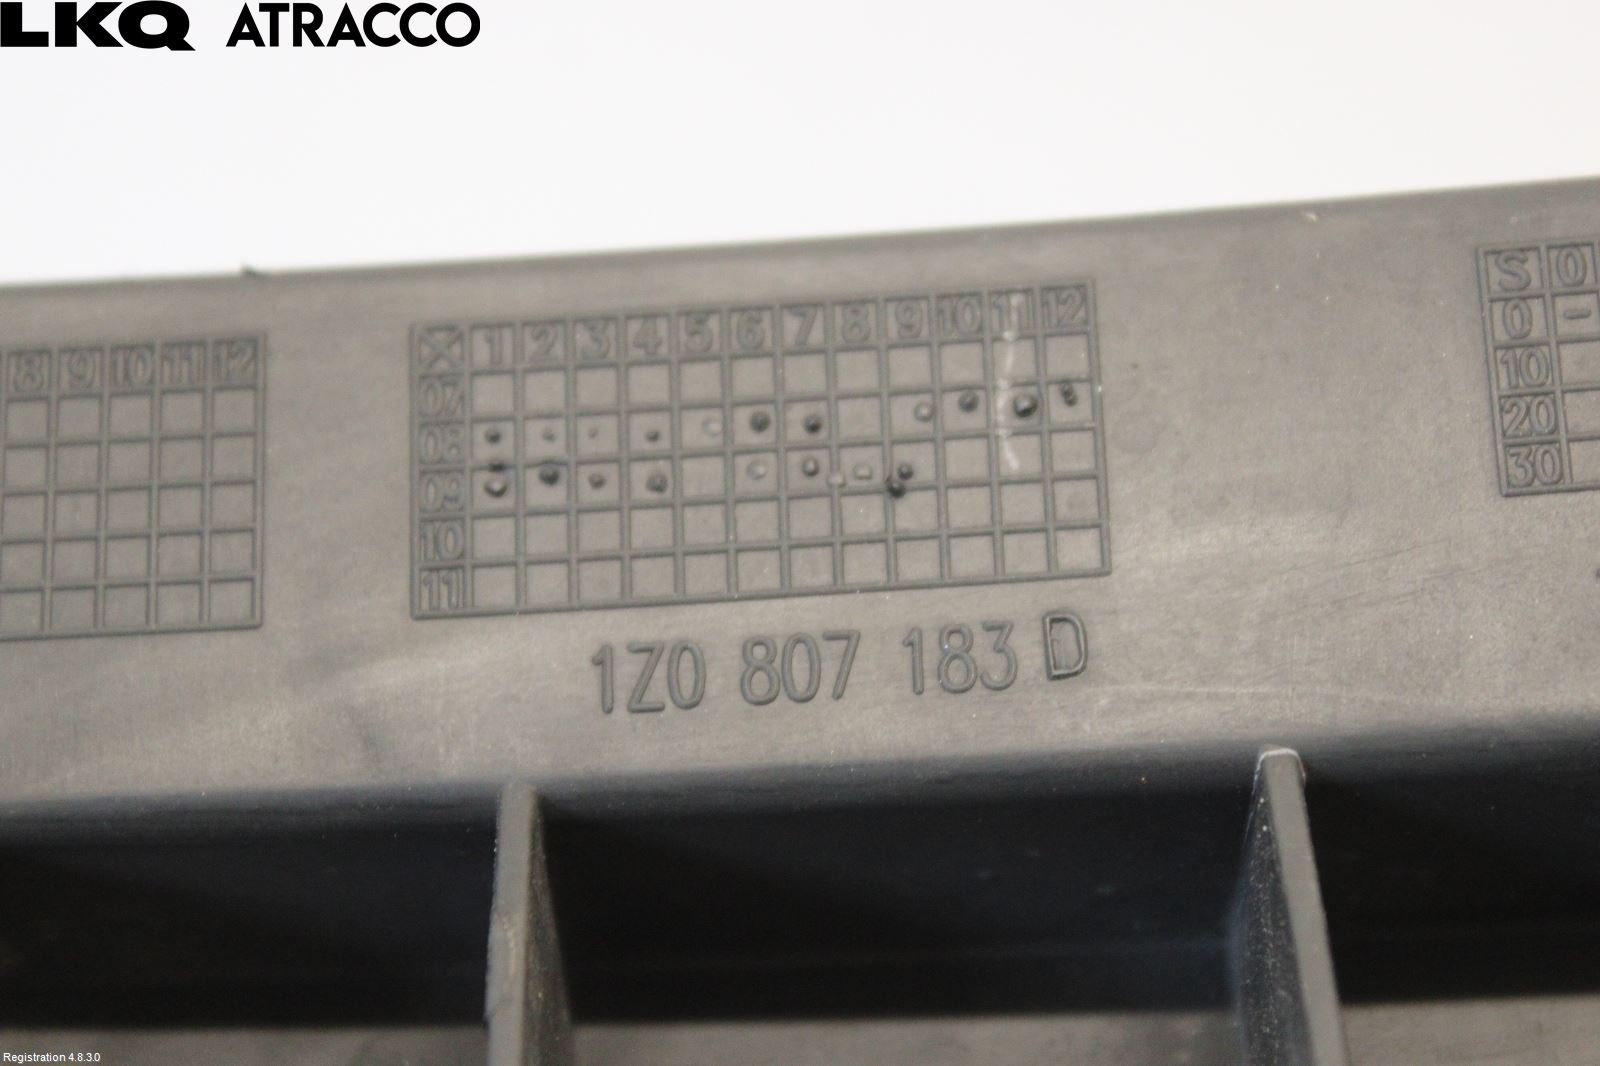 LKQ ATRACCO
8 9 10 11 12
X 1 2 3 4 5 6 7 8 9 10 11 12
07
08
09
10
11
S 0
0 -
10
20
30
1Z0 807 183 D
Registration 4.8.3.0